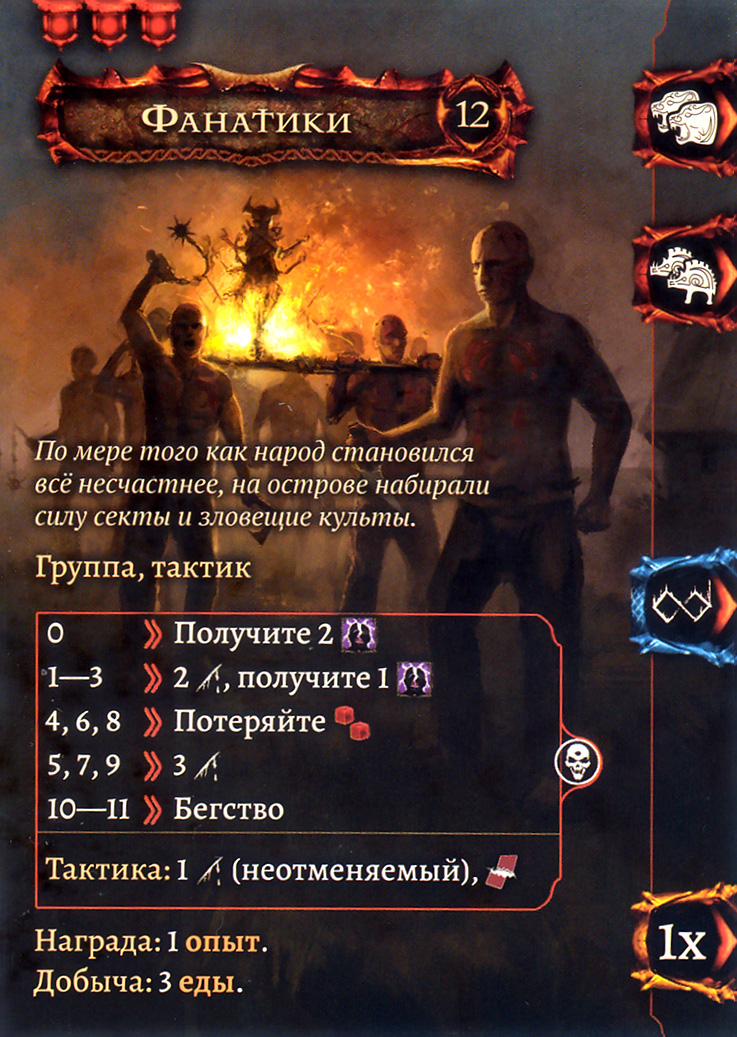 Фанатики 12
По мере того как народ становился
всё несчастнее, на острове набирали
силу секты и зловещие культы.
Группа, тактик
0 Получите 2
1—3 2 , получите 1
4, 6, 8 Потеряйте
5, 7, 9 3
10—11 Бегство
Тактика: 1 (неотменяемый),
1x
Награда: 1 опыт.
Добыча: 3 еды.